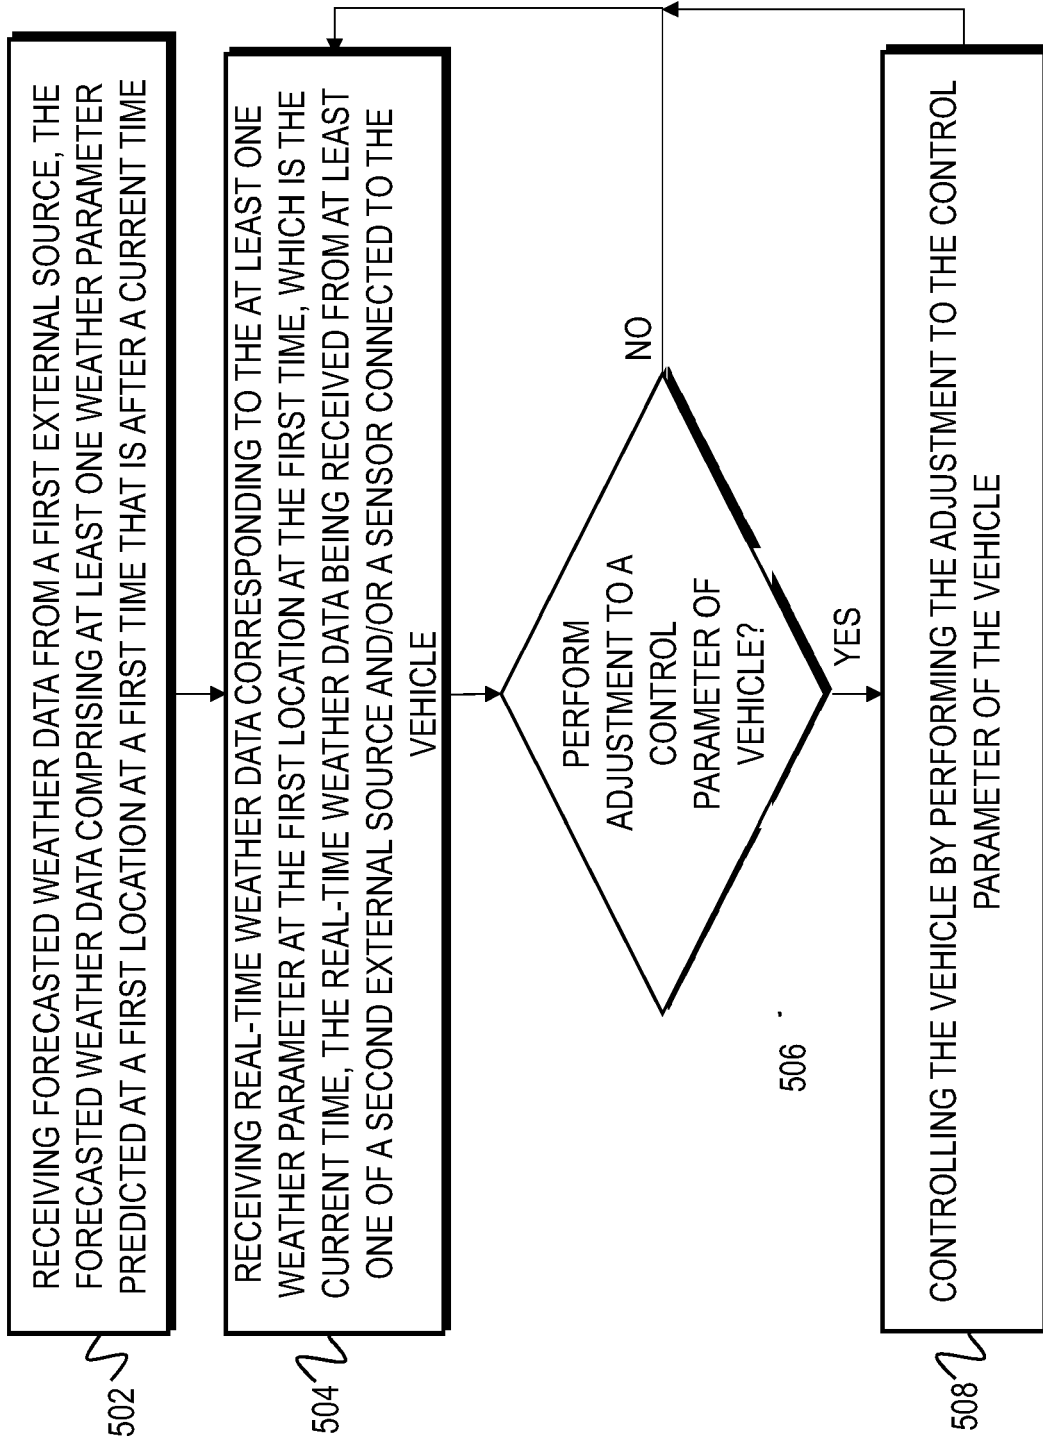 RECEIVING FORECASTED WEATHER DATA FROM A FIRST EXTERNAL SOURCE, THE
FORECASTED WEATHER DATA COMPRISING AT LEAST ONE WEATHER PARAMETER
PREDICTED AT A FIRST LOCATION AT A FIRST TIME THAT IS AFTER A CURRENT TIME
502
RECEIVING REAL-TIME WEATHER DATA CORRESPONDING TO THE AT LEAST ONE
WEATHER PARAMETER AT THE FIRST LOCATION AT THE FIRST TIME, WHICH IS THE
CURRENT TIME, THE REAL-TIME WEATHER DATA BEING RECEIVED FROM AT LEAST
ONE OF A SECOND EXTERNAL SOURCE AND/OR A SENSOR CONNECTED TO THE
VEHICLE
504
PERFORM
ADJUSTMENT TO A
CONTROL
PARAMETER OF
VEHICLE?
NO
506
YES
CONTROLLING THE VEHICLE BY PERFORMING THE ADJUSTMENT TO THE CONTROL
PARAMETER OF THE VEHICLE
508